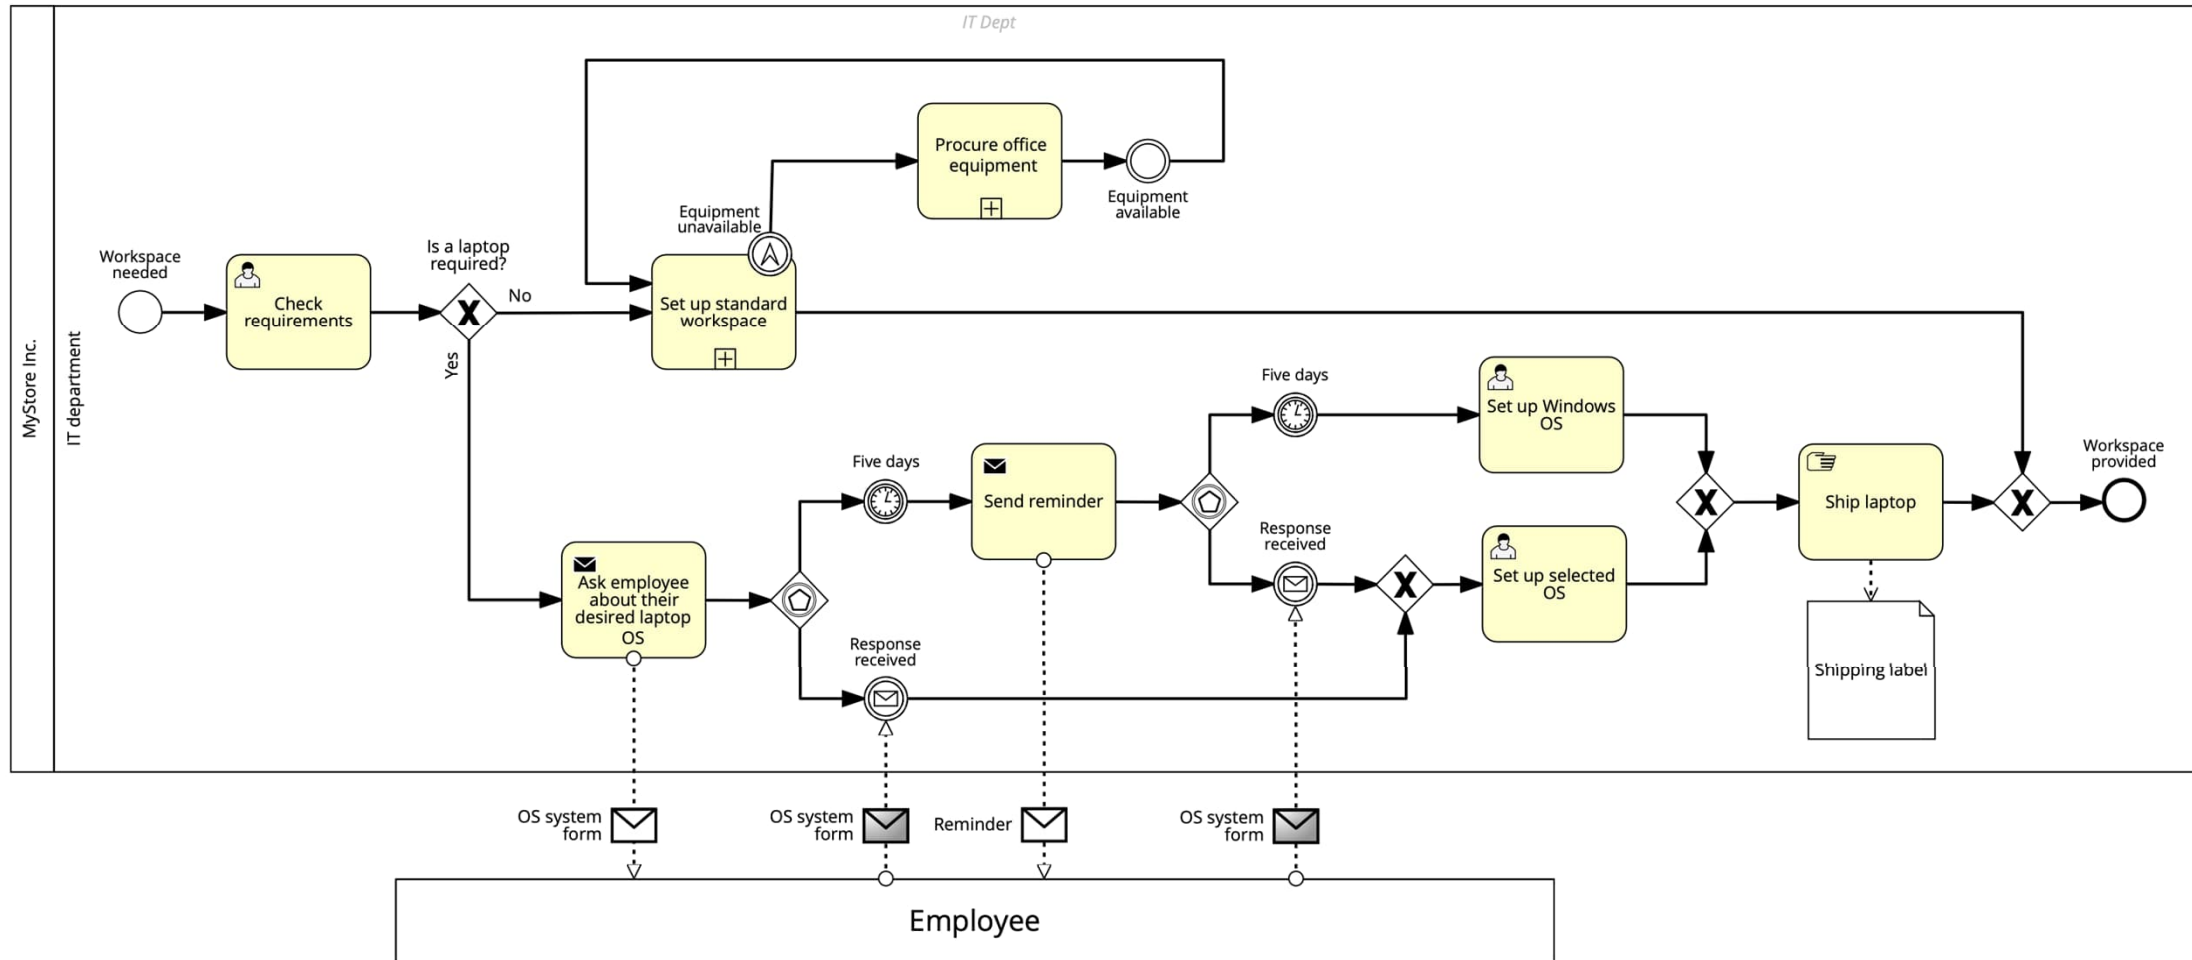 IT Dept
MyStore Inc.
IT department
Workspace
needed
Check
requirements
Is a laptop
required?
No
Yes
Equipment
unavailable
Set up standard
workspace
Procure office
equipment
Equipment
available
Ask employee
about their
desired laptop
OS
Five days
Response
received
Send reminder
Five days
Response
received
Set up Windows
OS
Set up selected
OS
Ship laptop
Shipping label
Workspace
provided
OS system
form
OS system
form
Reminder
OS system
form
Employee